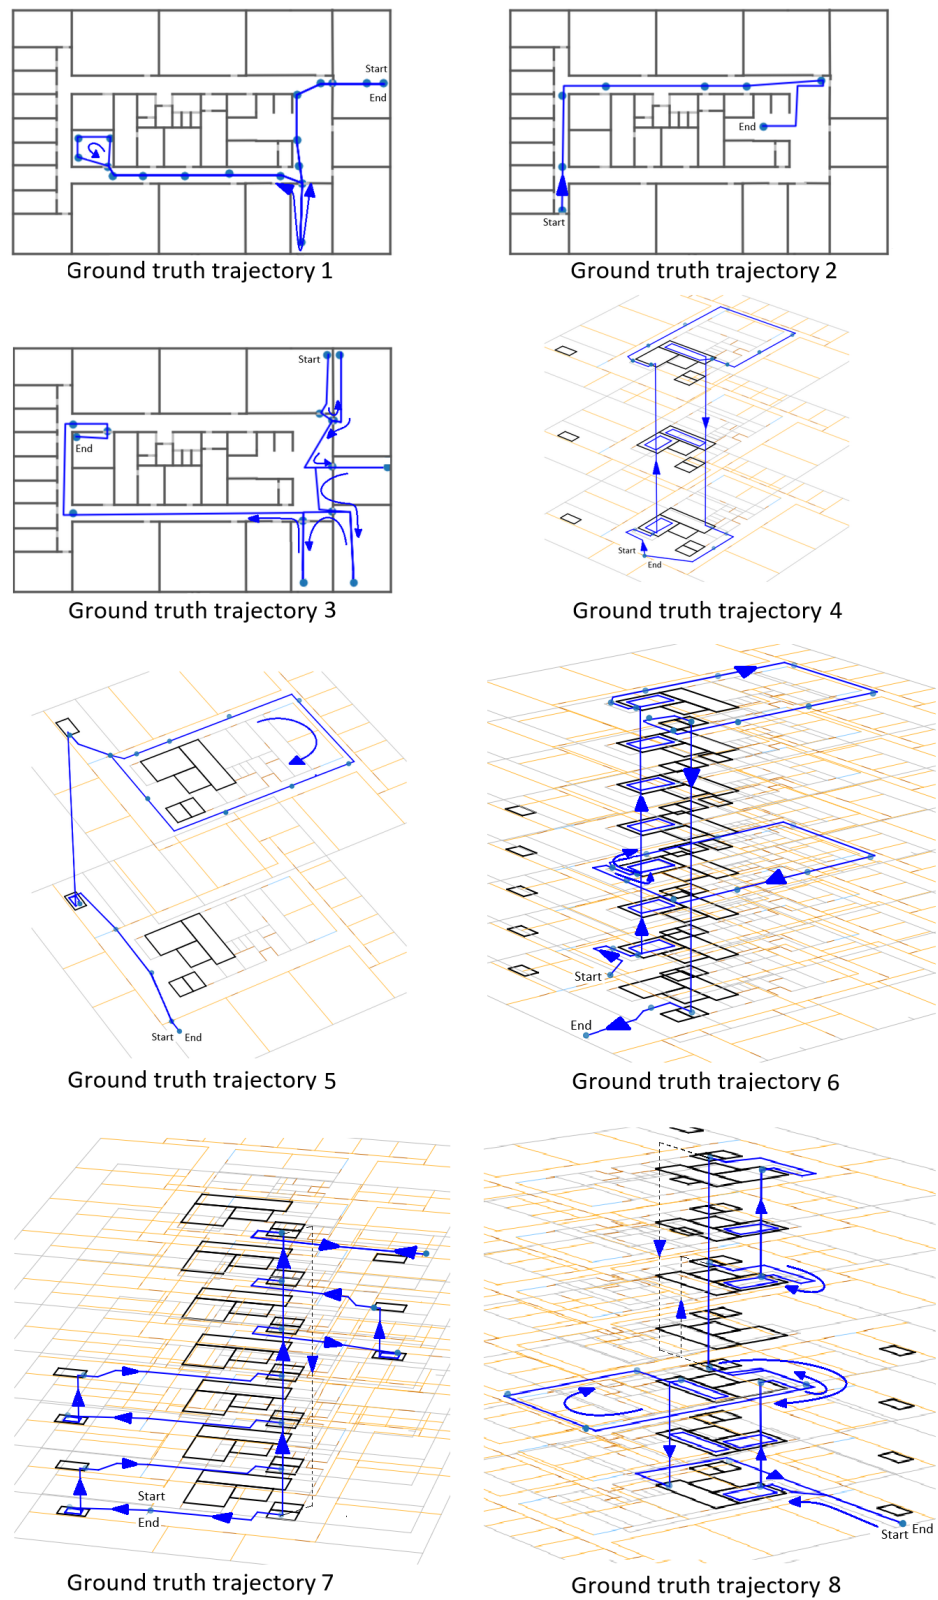 Start
End
Ground truth trajectory 1
End
Start
Ground truth trajectory 2
Start
End
Ground truth trajectory 3
Start
End
Ground truth trajectory 4
Start End
Ground truth trajectory 5
Start
End
Ground truth trajectory 6
Start
End
Ground truth trajectory 7
Start End
Ground truth trajectory 8